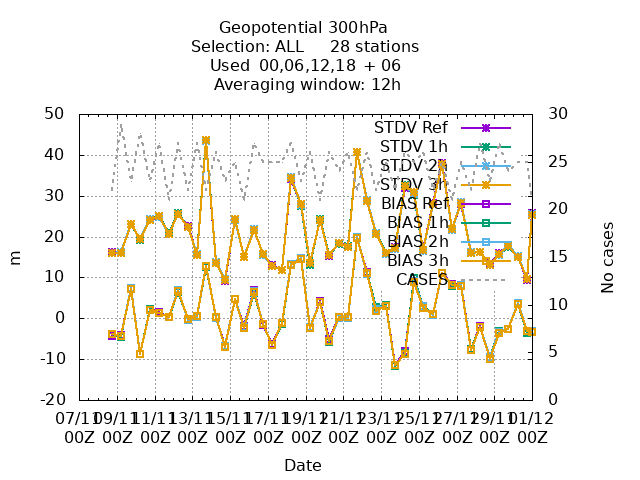 Geopotential 300hPa
Selection: ALL 28 stations
Used 00,06,12,18 + 06
Averaging window: 12h
STDV Ref
STDV 1h
STDV 2h
STDV 3h
BIAS Ref
BIAS 1h
BIAS 2h
BIAS 3h
CASES
50
40
30
20
10
0
-10
-20
m
30
25
20
15
10
5
0
No cases
07/11 09/11 11/11 13/11 15/11 17/11 19/11 21/11 23/11 25/11 27/11 29/11 01/12
00Z 00Z 00Z 00Z 00Z 00Z 00Z 00Z 00Z 00Z 00Z 00Z 00Z
Date